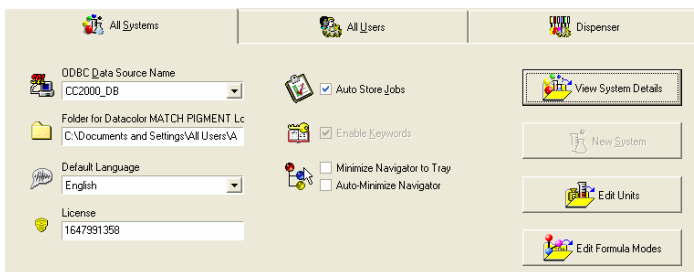 All Systems
All Users
Dispenser
ODBC Data Source Name
CC2000_DB
Folder for Datacolor MATCH PIGMENT Lc
C:\Documents and Settings\All Users\A
Default Language
English
License
1647991358
Auto Store Jobs
Enable Keywords
Minimize Navigator to Tray
Auto-Minimize Navigator
View System Details
New System
Edit Units
Edit Formula Modes